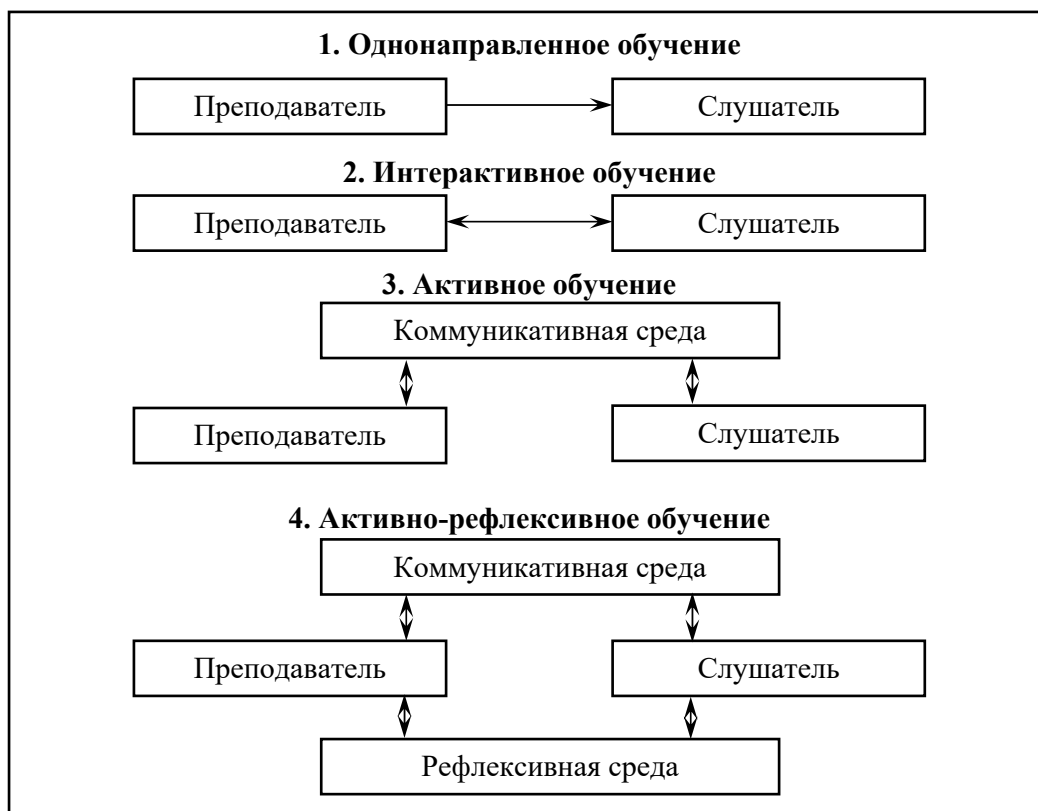 1. Однонаправленное обучение
Преподаватель Слушатель
2. Интерактивное обучение
Преподаватель Слушатель
3. Активное обучение
Коммуникативная среда
Преподаватель Слушатель
4. Активно-рефлексивное обучение
Коммуникативная среда
Преподаватель Слушатель
Рефлексивная среда